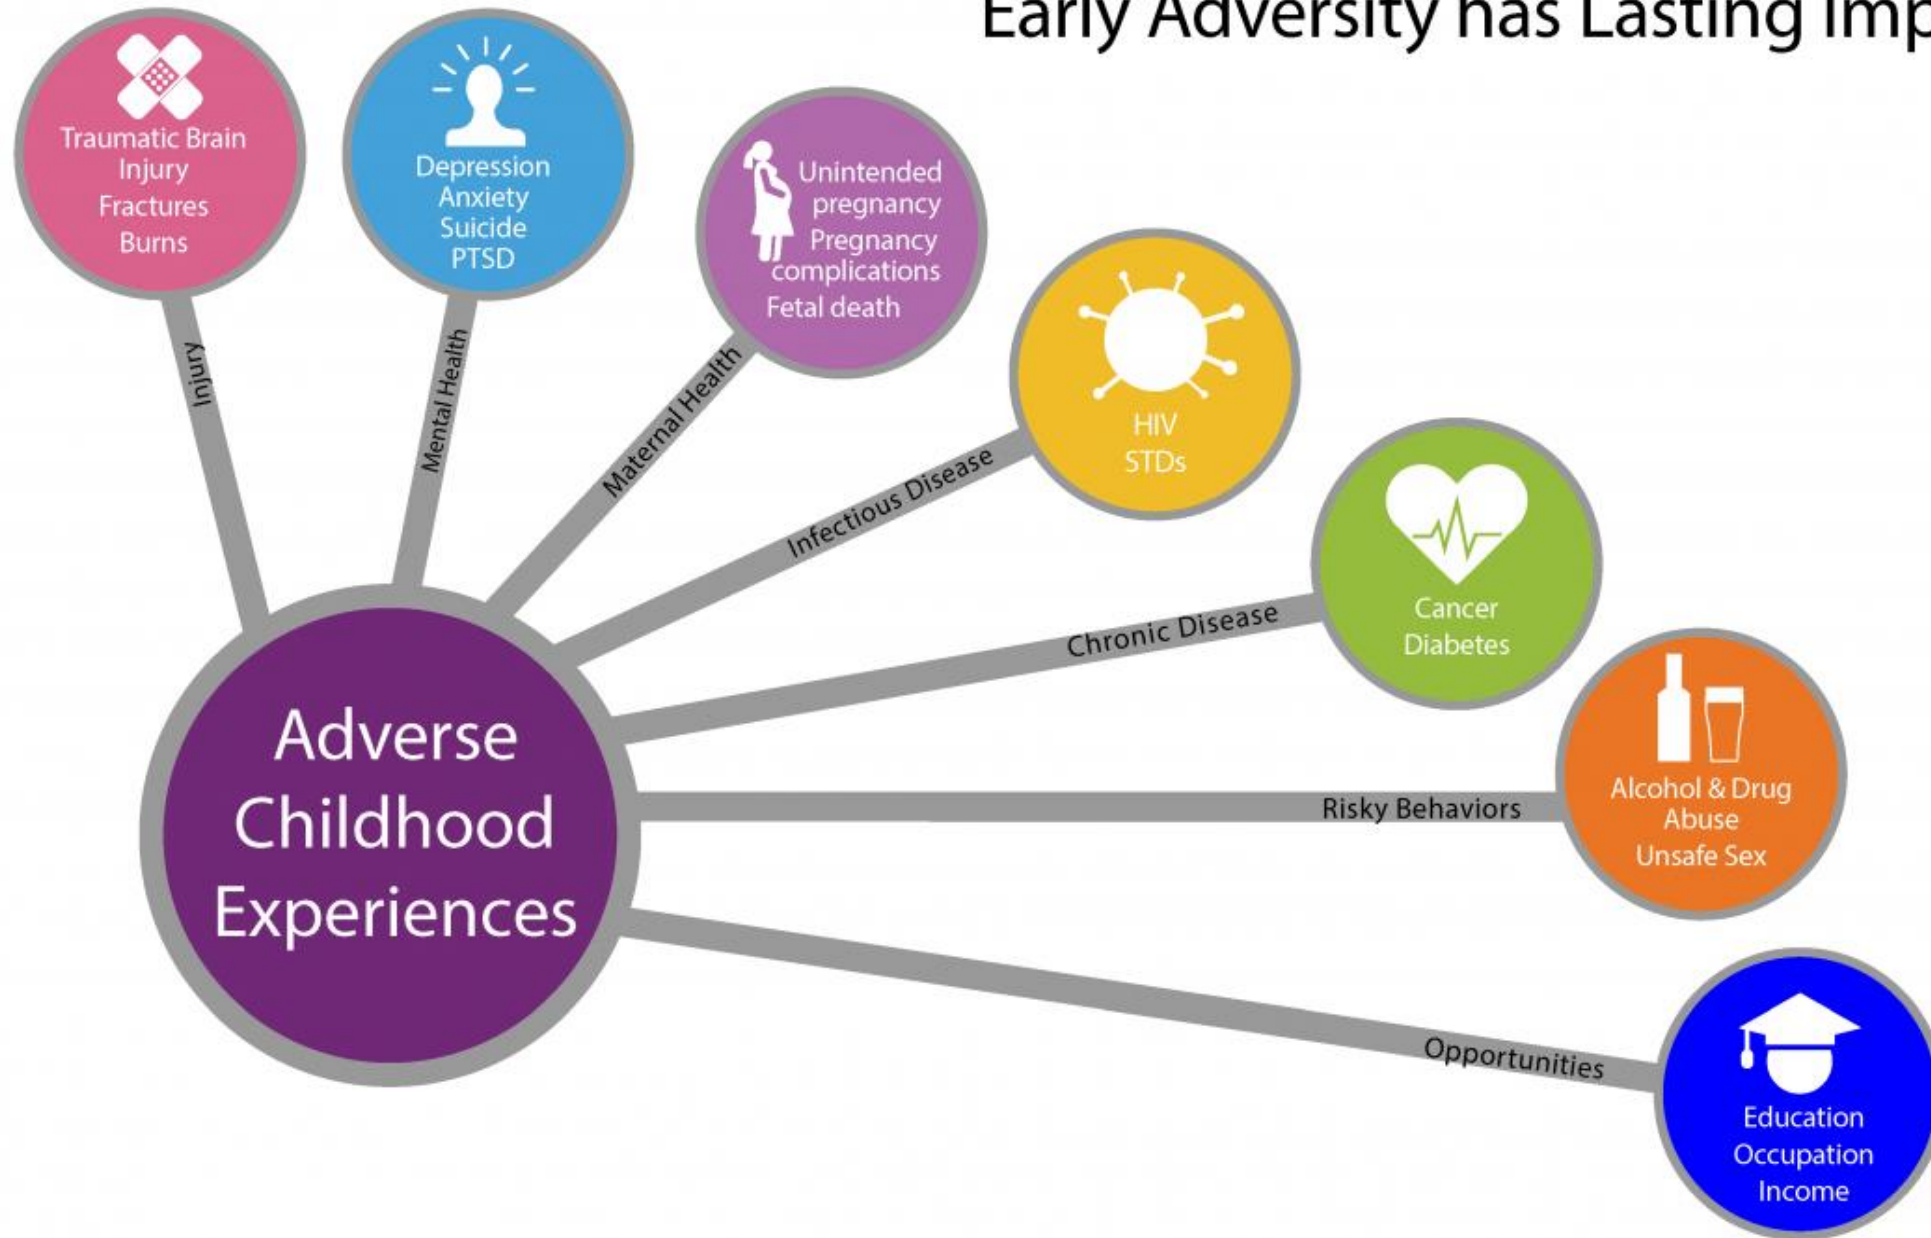 Early Adversity has Lasting Imp
Traumatic Brain
Injury
Fractures
Burns
Depression
Anxiety
Suicide
PTSD
Unintended
pregnancy
Pregnancy
complications
Fetal death
HIV
STDs
Cancer
Diabetes
Alcohol & Drug
Abuse
Unsafe Sex
Education
Occupation
Income
Injury
Mental Health
Maternal Health
Infectious Disease
Chronic Disease
Risky Behaviors
Opportunities
Adverse
Childhood
Experiences